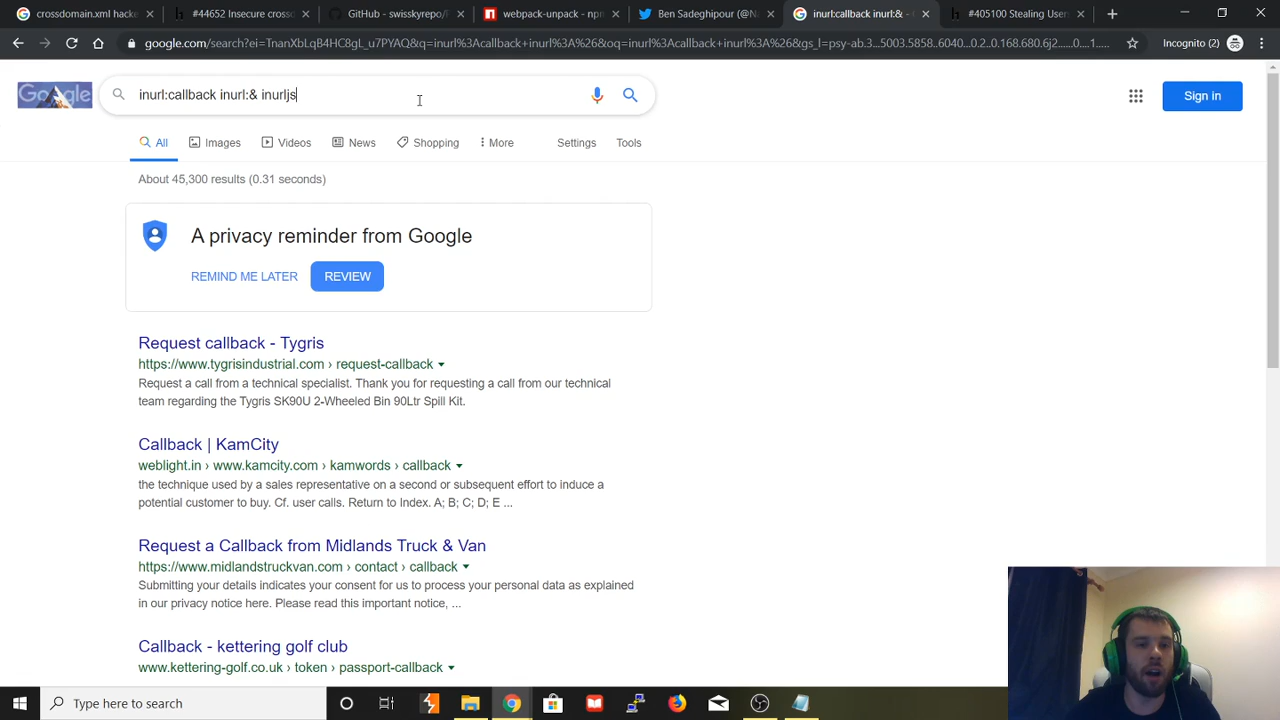 crossdomain.xml hacke
#44652 Insecure crossdo
GitHub - swisskyrepo/P
webpack-unpack - npm
Ben Sadeghipour (@Na
inurl:callback inurl:& -
#405100 Stealing Users
google.com/search?ei=TnanXbLqB4HC8gL_u7PYAQ&q=inurl%3Acallback+inurl%3A%26&oq=inurl%3Acallback+inurl%3A%26&gs_l=psy-ab.3...5003.5858..6040...0.2..0.168.680.6j2......0....1....
Incognito (2)
Google
inurl:callback inurl:& inurljs
Sign in
All
Images
Videos
News
Shopping
More
Settings
Tools
About 45,300 results (0.31 seconds)
A privacy reminder from Google
REMIND ME LATER
REVIEW
Request callback - Tygris
https://www.tygrisindustrial.com › request-callback
Request a call from a technical specialist. Thank you for requesting a call from our technical
team regarding the Tygris SK90U 2-Wheeled Bin 90Ltr Spill Kit.
Callback | KamCity
weblight.in › www.kamcity.com › kamwords › callback
the technique used by a sales representative on a second or subsequent effort to induce a
potential customer to buy. Cf. user calls. Return to Index. A; B; C; D; E ...
Request a Callback from Midlands Truck & Van
https://www.midlandstruckvan.com › contact › callback
Submitting your details indicates your consent for us to process your personal data as explained
in our privacy notice here. Please read this important notice, ...
Callback - kettering golf club
www.kettering-golf.co.uk › token › passport-callback
Type here to search